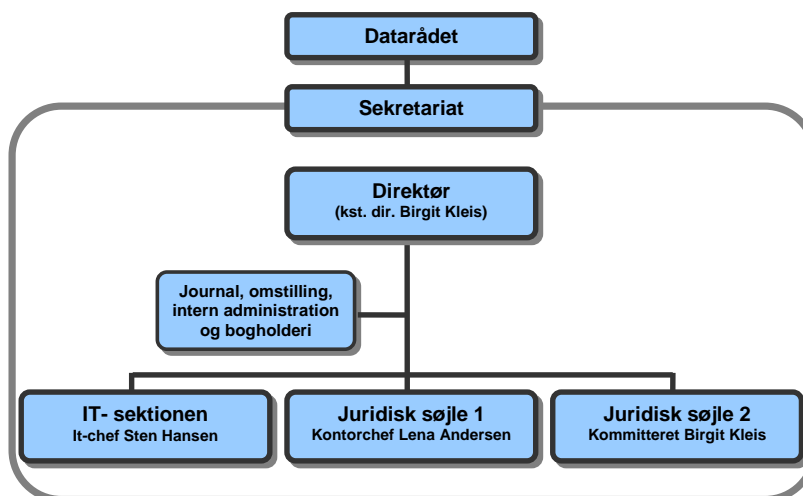 Datarådet
Sekretariat
Direktør
(kst. dir. Birgit Kleis)
Journal, omstilling,
intern administration
og bogholderi
IT- sektionen
It-chef Sten Hansen
Juridisk søjle 1
Kontorchef Lena Andersen
Juridisk søjle 2
Kommitteret Birgit Kleis